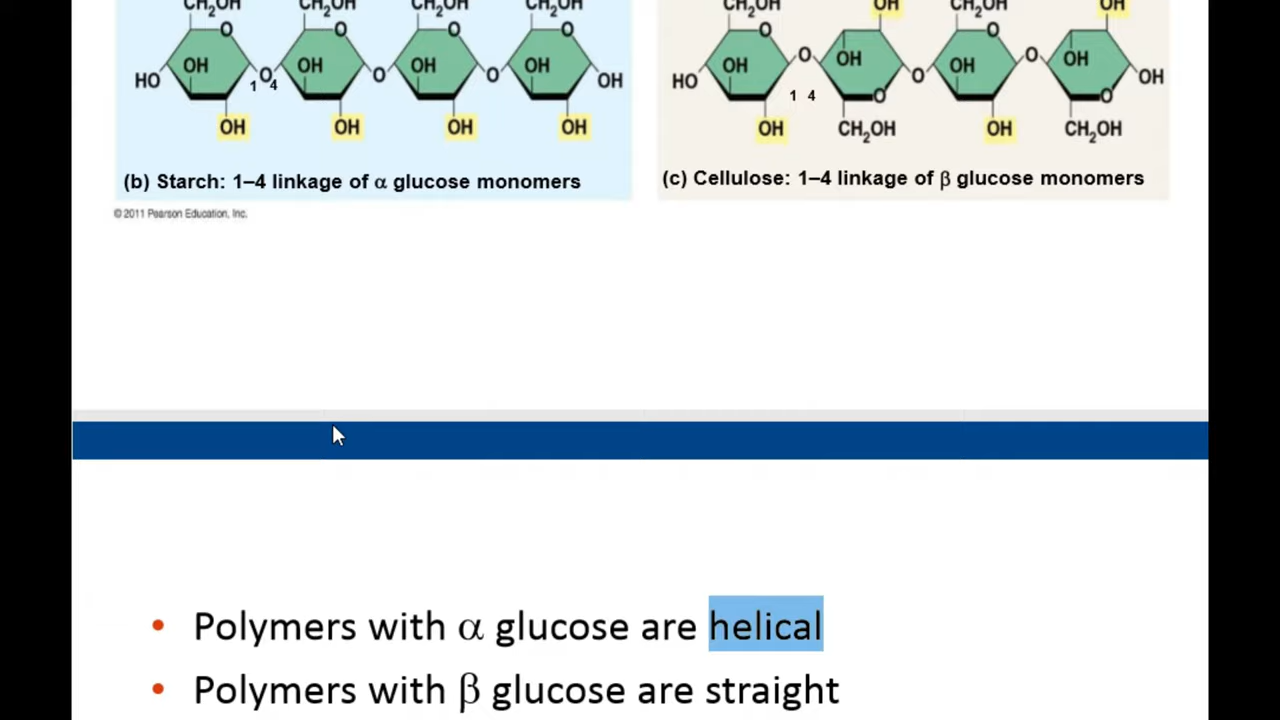 CH₂OH CH₂OH CH₂OH CH₂OH
O O O O
OH OH OH OH
HO 1 O 4 O O OH
OH OH OH OH
(b) Starch: 1–4 linkage of α glucose monomers
CH₂OH OH CH₂OH OH
O O O O
OH O OH OH O OH
HO O OH
1 4 O O
OH CH₂OH OH CH₂OH
(c) Cellulose: 1–4 linkage of β glucose monomers
© 2011 Pearson Education, Inc.
• Polymers with α glucose are helical
• Polymers with β glucose are straight